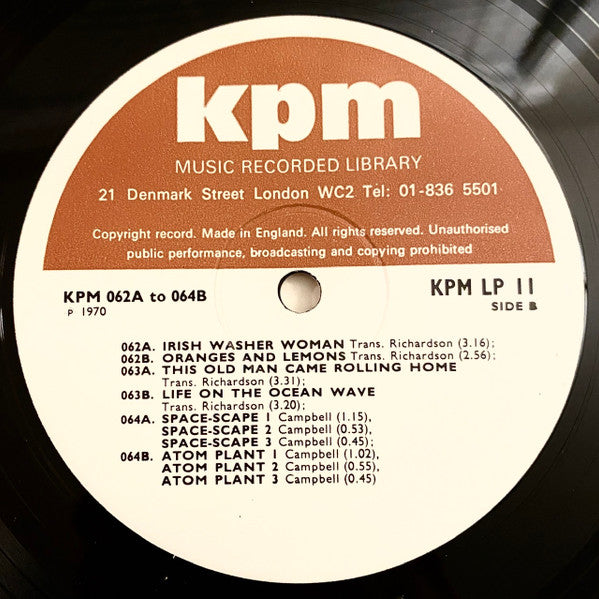 kpm
MUSIC RECORDED LIBRARY
21 Denmark Street London WC2 Tel: 01-836 5501
Copyright record. Made in England. All rights reserved. Unauthorised
public performance, broadcasting and copying prohibited
KPM 062A to 064B
P 1970
KPM LP 11
SIDE B
062A. IRISH WASHER WOMAN Trans. Richardson (3.16);
062B. ORANGES AND LEMONS Trans. Richardson (2.56);
063A. THIS OLD MAN CAME ROLLING HOME
Trans. Richardson (3.31);
063B. LIFE ON THE OCEAN WAVE
Trans. Richardson (3.20);
064A. SPACE-SCAPE 1 Campbell (1.15),
SPACE-SCAPE 2 Campbell (0.53),
SPACE-SCAPE 3 Campbell (0.45);
064B. ATOM PLANT 1 Campbell (1.02),
ATOM PLANT 2 Campbell (0.55),
ATOM PLANT 3 Campbell (0.45)